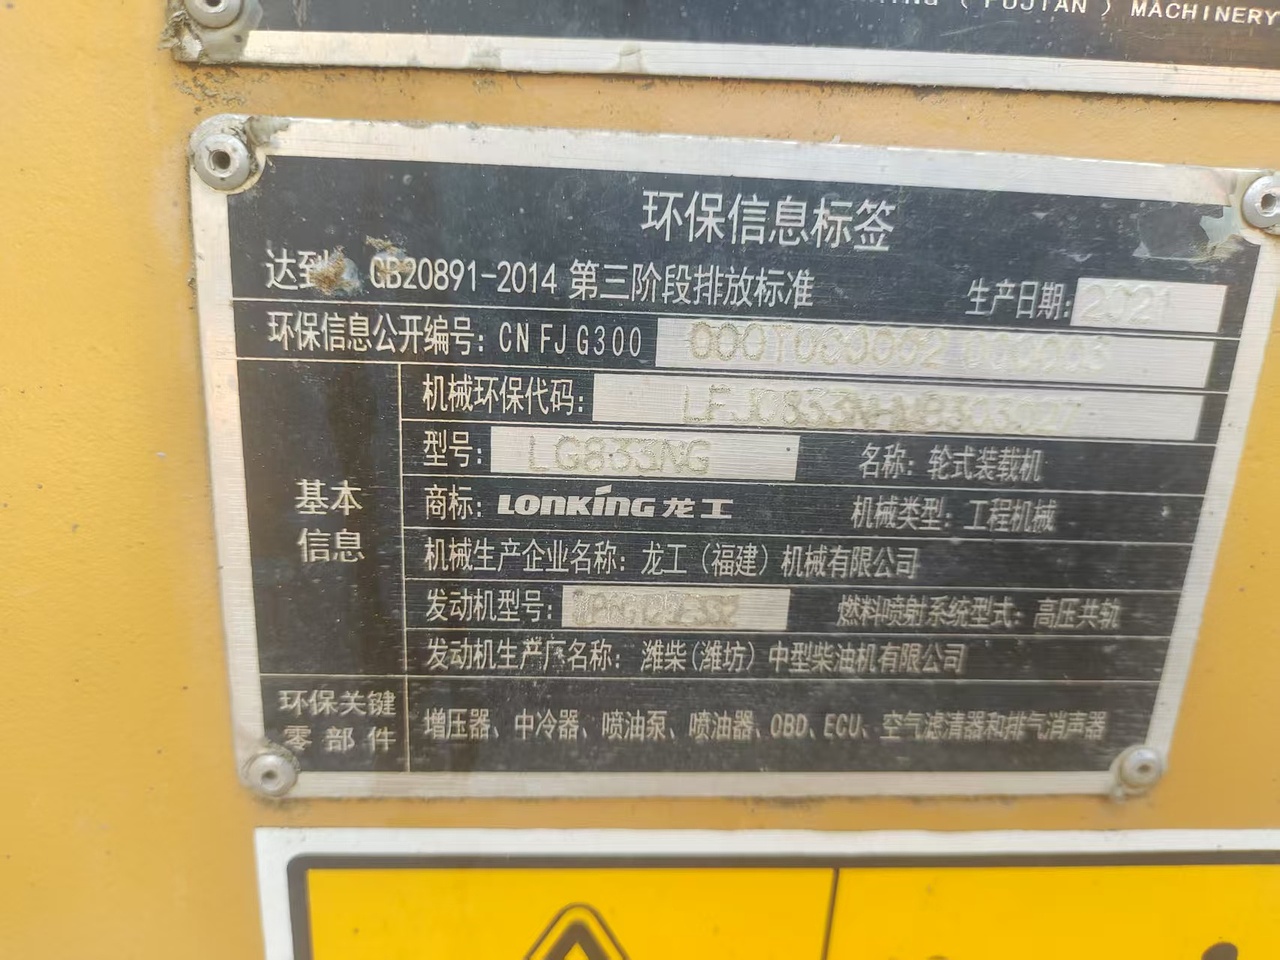 (FUJIAN) MACHINERY
环保信息标签
达到 GB20891-2014 第三阶段排放标准 生产日期: 2021
环保信息公开编号: CN FJ G300
机械环保代码:
型号: LG833NG 名称: 轮式装载机
基本信息
商标: LONKING 龙工 机械类型: 工程机械
机械生产企业名称: 龙工 (福建) 机械有限公司
发动机型号: 燃料喷射系统型式: 高压共轨
发动机生产厂名称: 潍柴(潍坊)中型柴油机有限公司
环保关键零部件 增压器、中冷器、喷油泵、喷油器、OBD、ECU、空气滤清器和排气消声器